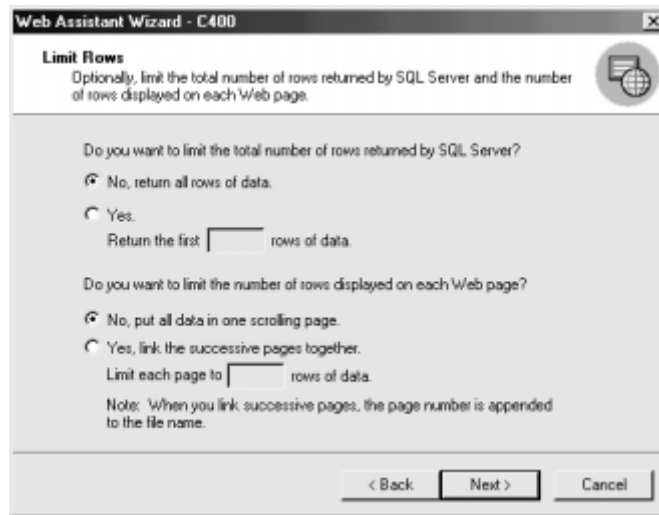 Web Assistant Wizard - C400
Limit Rows
Optionally, limit the total number of rows returned by SQL Server and the number
of rows displayed on each Web page.
Do you want to limit the total number of rows returned by SQL Server?
No, return all rows of data.
Yes.
Return the first rows of data.
Do you want to limit the number of rows displayed on each Web page?
No, put all data in one scrolling page.
Yes, link the successive pages together.
Limit each page to rows of data.
Note: When you link successive pages, the page number is appended
to the file name.
< Back Next > Cancel